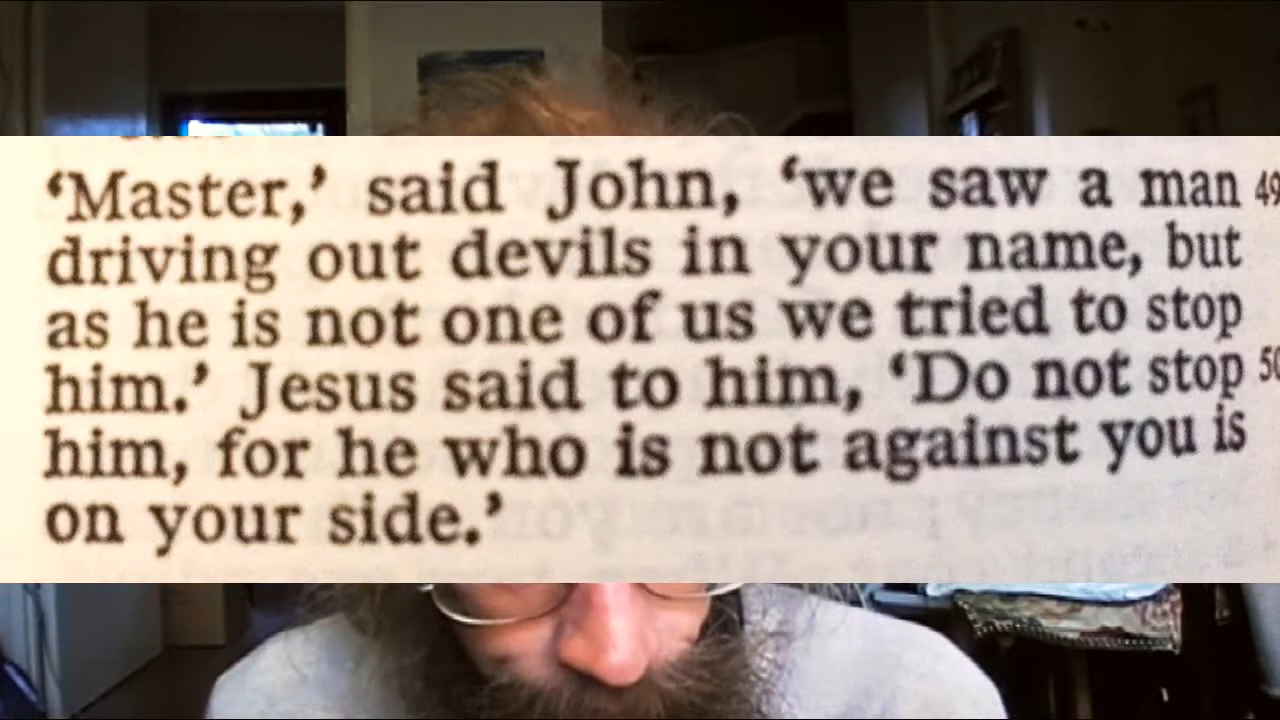 ‘Master,’ said John, ‘we saw a man 49
driving out devils in your name, but
as he is not one of us we tried to stop
him.’ Jesus said to him, ‘Do not stop 50
him, for he who is not against you is
on your side.’